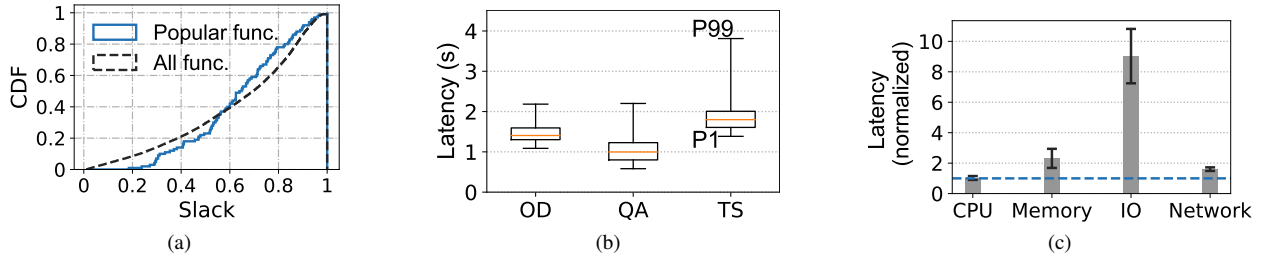 1
0.8
0.6
0.4
0.2
0
CDF
Popular func.
All func.
0 0.2 0.4 0.6 0.8 1
Slack
(a)
4
3
2
1
0
Latency (s)
P99
P1
OD QA TS
(b)
10
8
6
4
2
0
Latency
(normalized)
CPU Memory IO Network
(c)